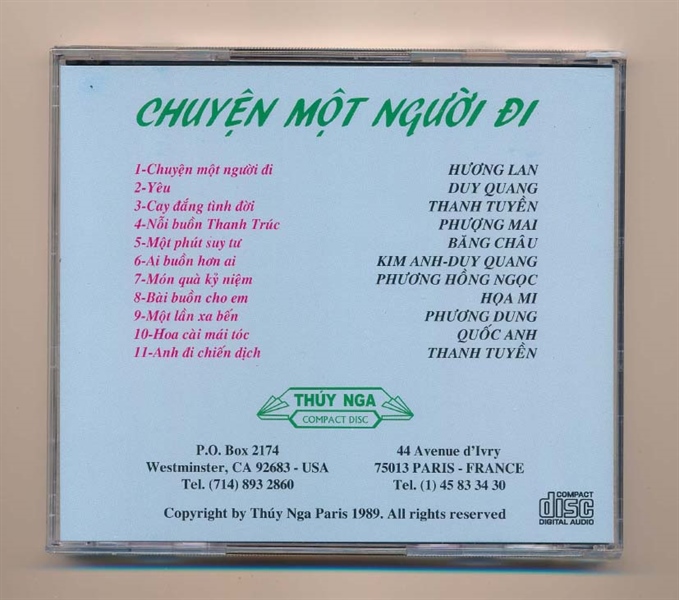 CHUYỆN MỘT NGƯỜI ĐI
1-Chuyện một người đi HƯƠNG LAN
2-Yêu DUY QUANG
3-Cay đắng tình đời THANH TUYỀN
4-Nỗi buồn Thanh Trúc PHƯỢNG MAI
5-Một phút suy tư BĂNG CHÂU
6-Ai buồn hơn ai KIM ANH-DUY QUANG
7-Món quà kỷ niệm PHƯƠNG HỒNG NGỌC
8-Bài buồn cho em HỌA MI
9-Một lần xa bến PHƯƠNG DUNG
10-Hoa cài mái tóc QUỐC ANH
11-Anh đi chiến dịch THANH TUYỀN
THÚY NGA
COMPACT DISC
P.O. Box 2174
Westminster, CA 92683 - USA
Tel. (714) 893 2860
44 Avenue d'Ivry
75013 PARIS - FRANCE
Tel. (1) 45 83 34 30
Copyright by Thúy Nga Paris 1989. All rights reserved
COMPACT
disc
DIGITAL AUDIO